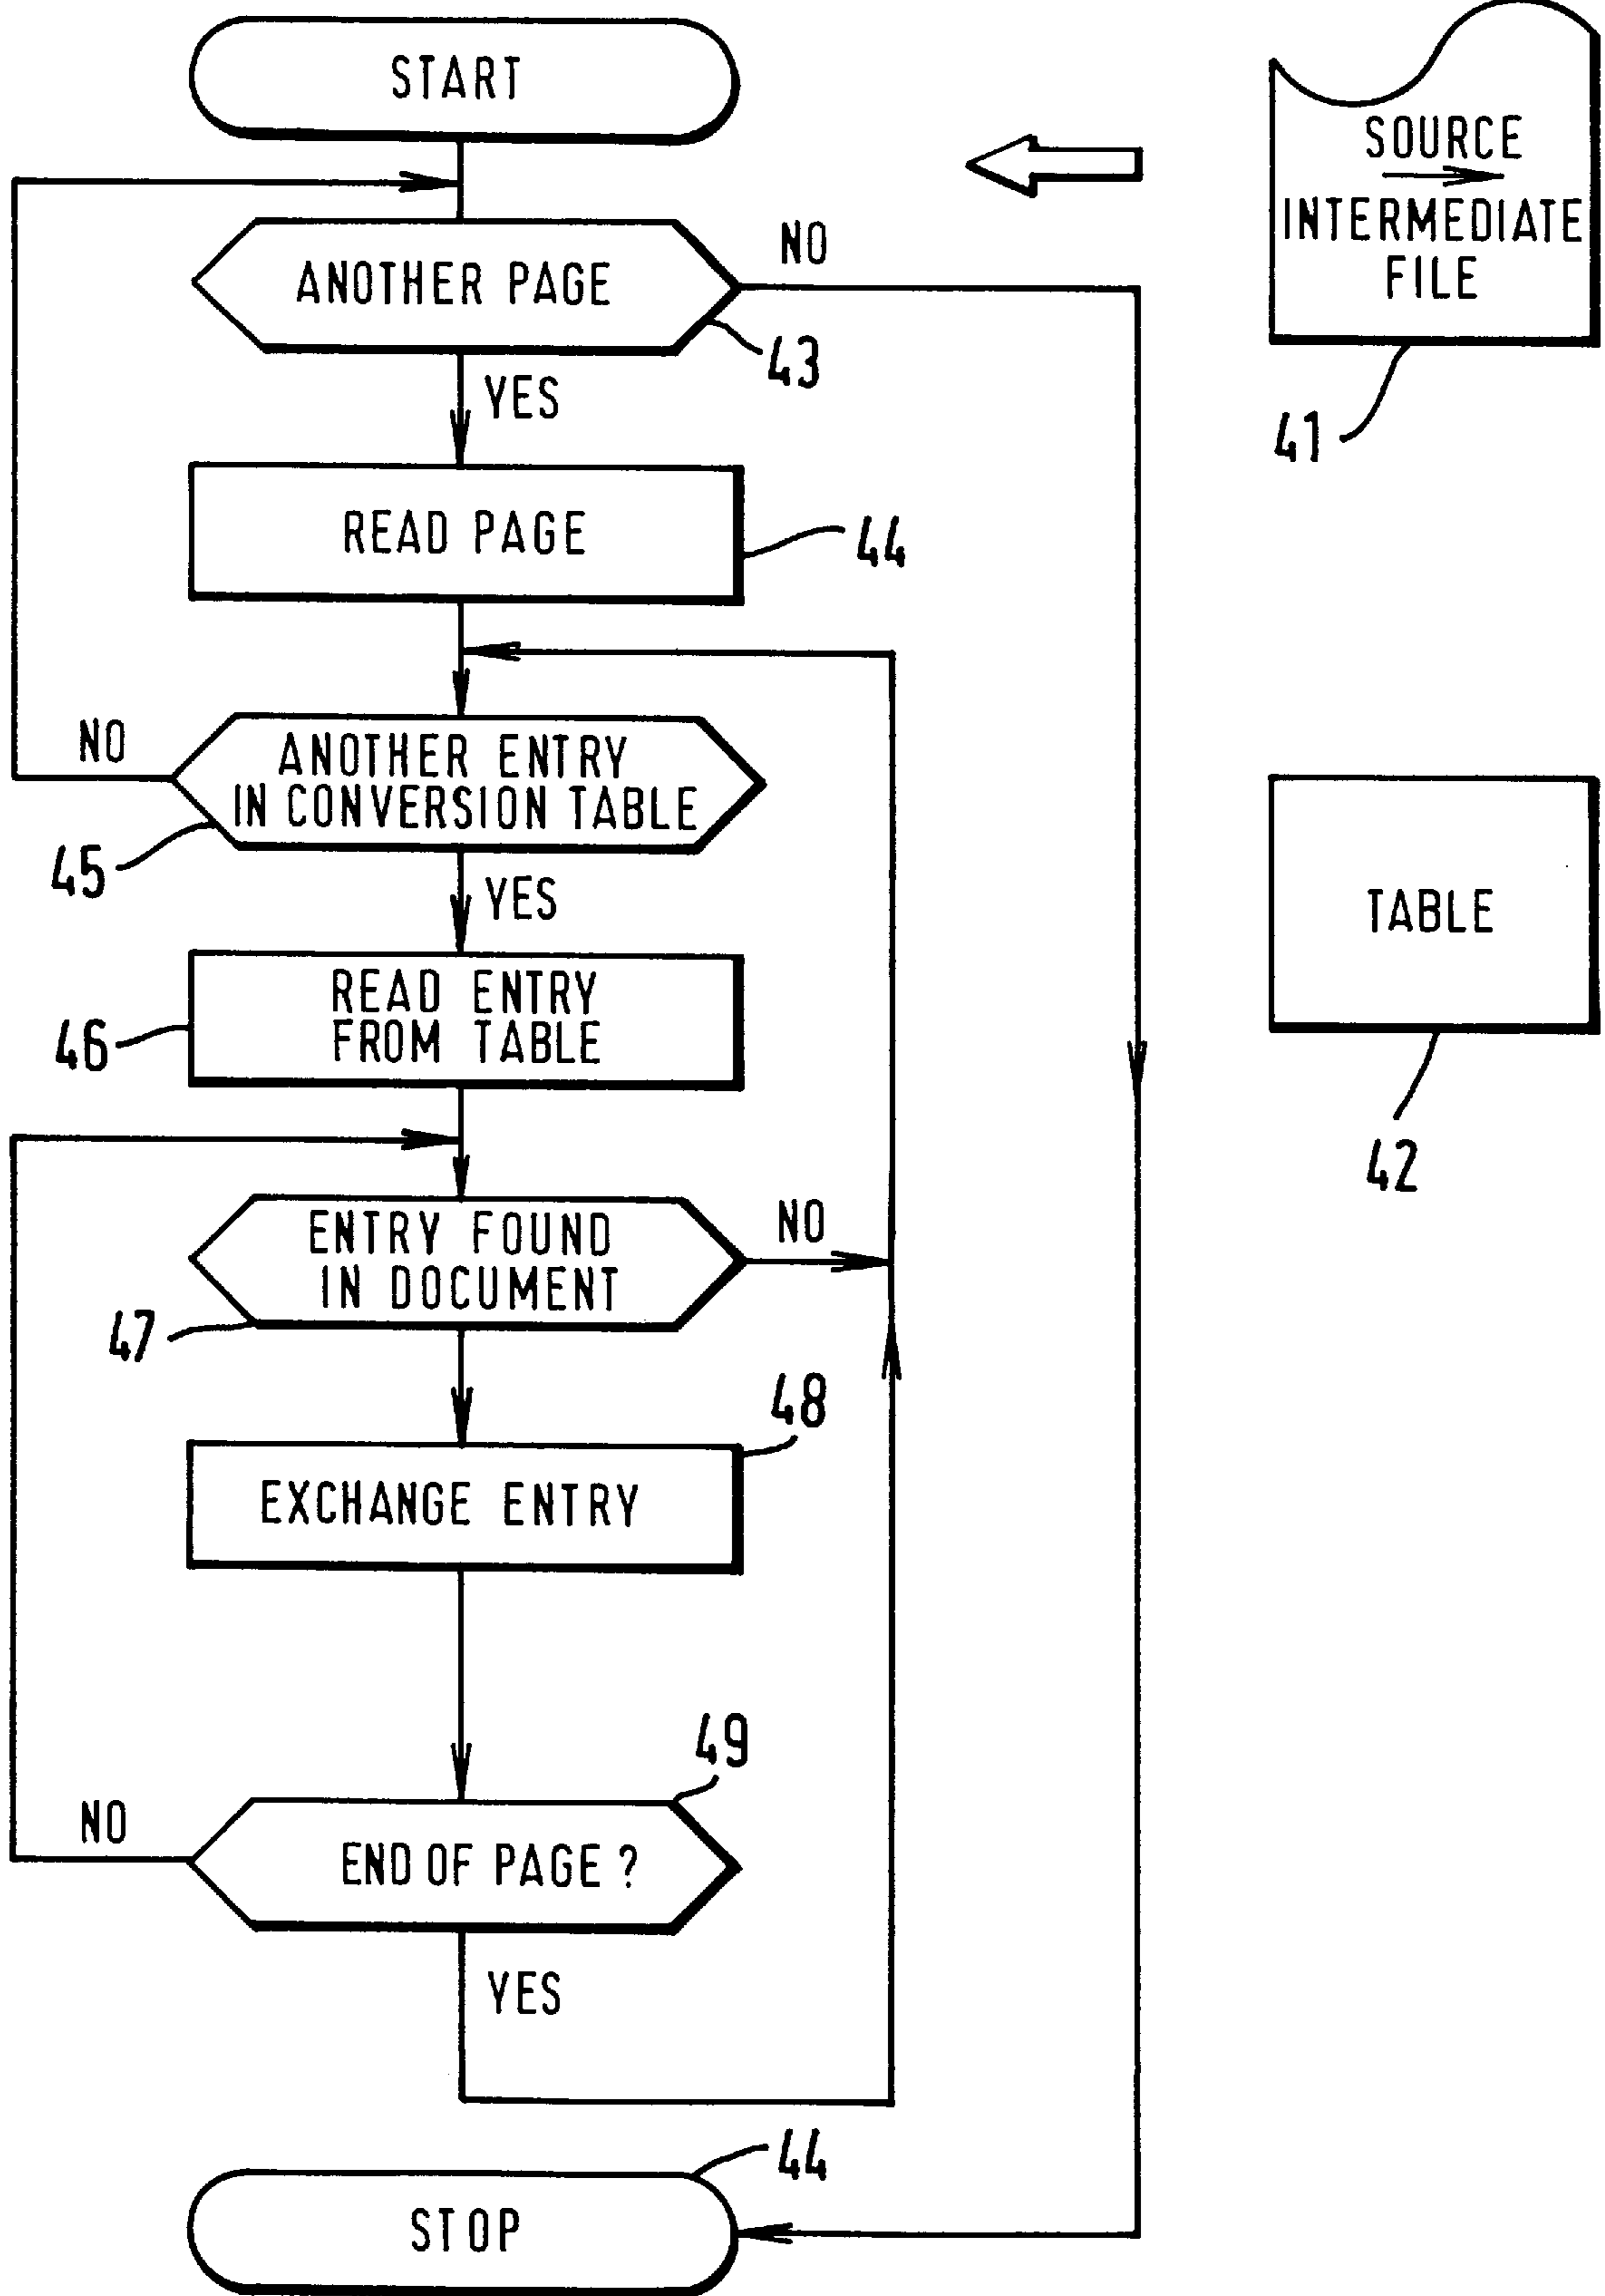 START
SOURCE
INTERMEDIATE
FILE
41
ANOTHER PAGE
NO
43
YES
READ PAGE
44
NO
ANOTHER ENTRY
IN CONVERSION TABLE
45
YES
TABLE
42
READ ENTRY
FROM TABLE
46
ENTRY FOUND
IN DOCUMENT
NO
47
48
EXCHANGE ENTRY
49
NO
END OF PAGE ?
YES
44
STOP